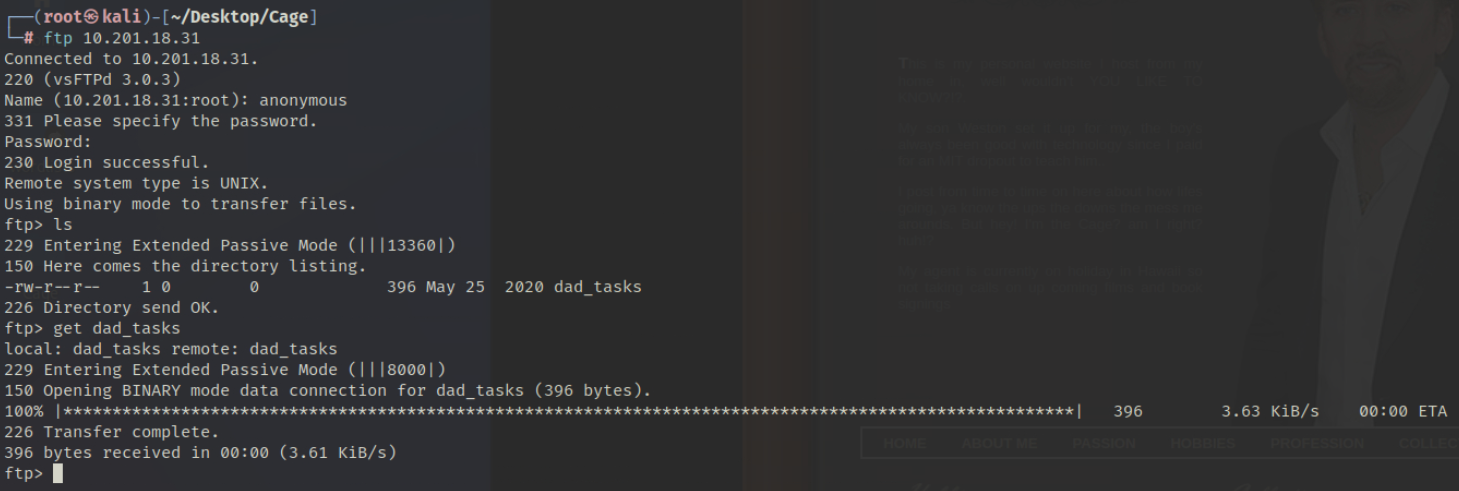 ┌──(root㉿kali)-[~/Desktop/Cage]
└─# ftp 10.201.18.31
Connected to 10.201.18.31.
220 (vsFTPd 3.0.3)
Name (10.201.18.31:root): anonymous
331 Please specify the password.
Password:
230 Login successful.
Remote system type is UNIX.
Using binary mode to transfer files.
ftp> ls
229 Entering Extended Passive Mode (|||13360|)
150 Here comes the directory listing.
-rw-r--r--    1 0        0             396 May 25  2020 dad_tasks
226 Directory send OK.
ftp> get dad_tasks
local: dad_tasks remote: dad_tasks
229 Entering Extended Passive Mode (|||8000|)
150 Opening BINARY mode data connection for dad_tasks (396 bytes).
100% |*******************************************************************************************************|   396        3.63 KiB/s    00:00 ETA
226 Transfer complete.
396 bytes received in 00:00 (3.61 KiB/s)
ftp>
HOME ABOUT ME PASSION HOBBIES PROFESSION